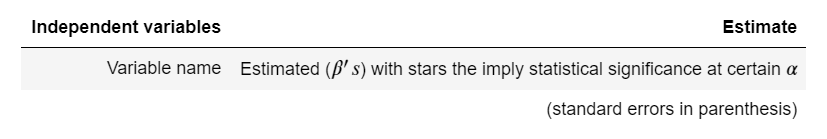 Independent variables Estimate
Variable name Estimated (β′ s) with stars the imply statistical significance at certain α
(standard errors in parenthesis)